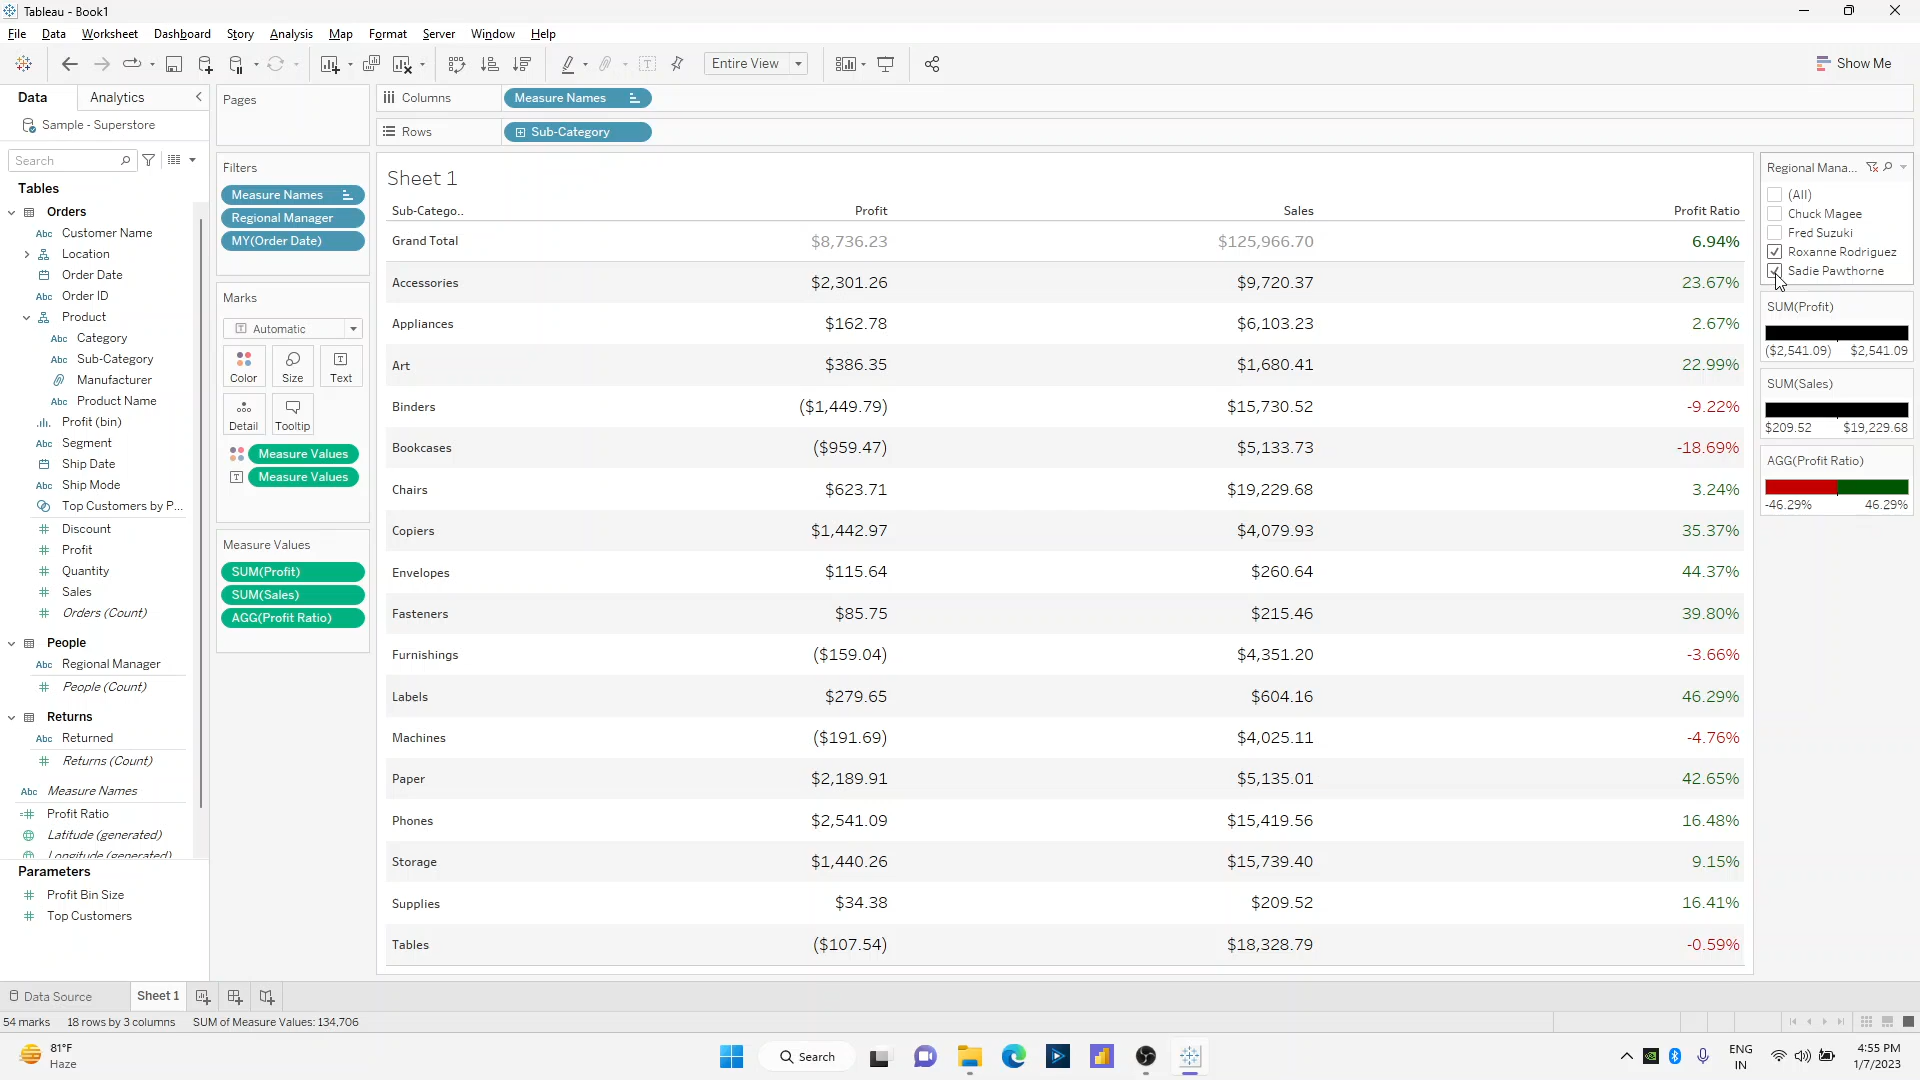 Tableau - Book1
File Data Worksheet Dashboard Story Analysis Map Format Server Window Help
Entire View
Show Me
Data Analytics
Sample - Superstore
Search
Tables
Orders
Abc Customer Name
Location
Order Date
Abc Order ID
Product
Abc Category
Abc Sub-Category
Manufacturer
Abc Product Name
Profit (bin)
Abc Segment
Ship Date
Abc Ship Mode
Top Customers by P...
Discount
Profit
Quantity
Sales
Orders (Count)
People
Abc Regional Manager
People (Count)
Returns
Abc Returned
Returns (Count)
Abc Measure Names
Profit Ratio
Latitude (generated)
Longitude (generated)
Parameters
Profit Bin Size
Top Customers
Pages
Filters
Measure Names
Regional Manager
MY(Order Date)
Marks
Automatic
Color Size Text
Detail Tooltip
Measure Values
Measure Values
Measure Values
SUM(Profit)
SUM(Sales)
AGG(Profit Ratio)
Columns Measure Names
Rows Sub-Category
Sheet 1
Sub-Catego.. Profit Sales Profit Ratio
Grand Total $8,736.23 $125,966.70 6.94%
Accessories $2,301.26 $9,720.37 23.67%
Appliances $162.78 $6,103.23 2.67%
Art $386.35 $1,680.41 22.99%
Binders ($1,449.79) $15,730.52 -9.22%
Bookcases ($959.47) $5,133.73 -18.69%
Chairs $623.71 $19,229.68 3.24%
Copiers $1,442.97 $4,079.93 35.37%
Envelopes $115.64 $260.64 44.37%
Fasteners $85.75 $215.46 39.80%
Furnishings ($159.04) $4,351.20 -3.66%
Labels $279.65 $604.16 46.29%
Machines ($191.69) $4,025.11 -4.76%
Paper $2,189.91 $5,135.01 42.65%
Phones $2,541.09 $15,419.56 16.48%
Storage $1,440.26 $15,739.40 9.15%
Supplies $34.38 $209.52 16.41%
Tables ($107.54) $18,328.79 -0.59%
Regional Mana...
(All)
Chuck Magee
Fred Suzuki
Roxanne Rodriguez
Sadie Pawthorne
SUM(Profit)
($2,541.09) $2,541.09
SUM(Sales)
$209.52 $19,229.68
AGG(Profit Ratio)
-46.29% 46.29%
Data Source Sheet 1
54 marks 18 rows by 3 columns SUM of Measure Values: 134,706
81°F
Haze
Search
ENG
IN
4:55 PM
1/7/2023